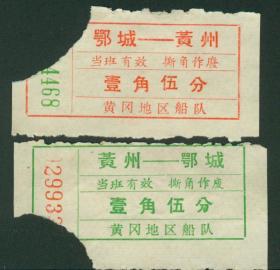 鄂城——黃州
当班有效 撕角作废
壹角伍分
黄冈地区船队
4468
黃州——鄂城
当班有效 撕角作废
壹角伍分
黄冈地区船队
2993